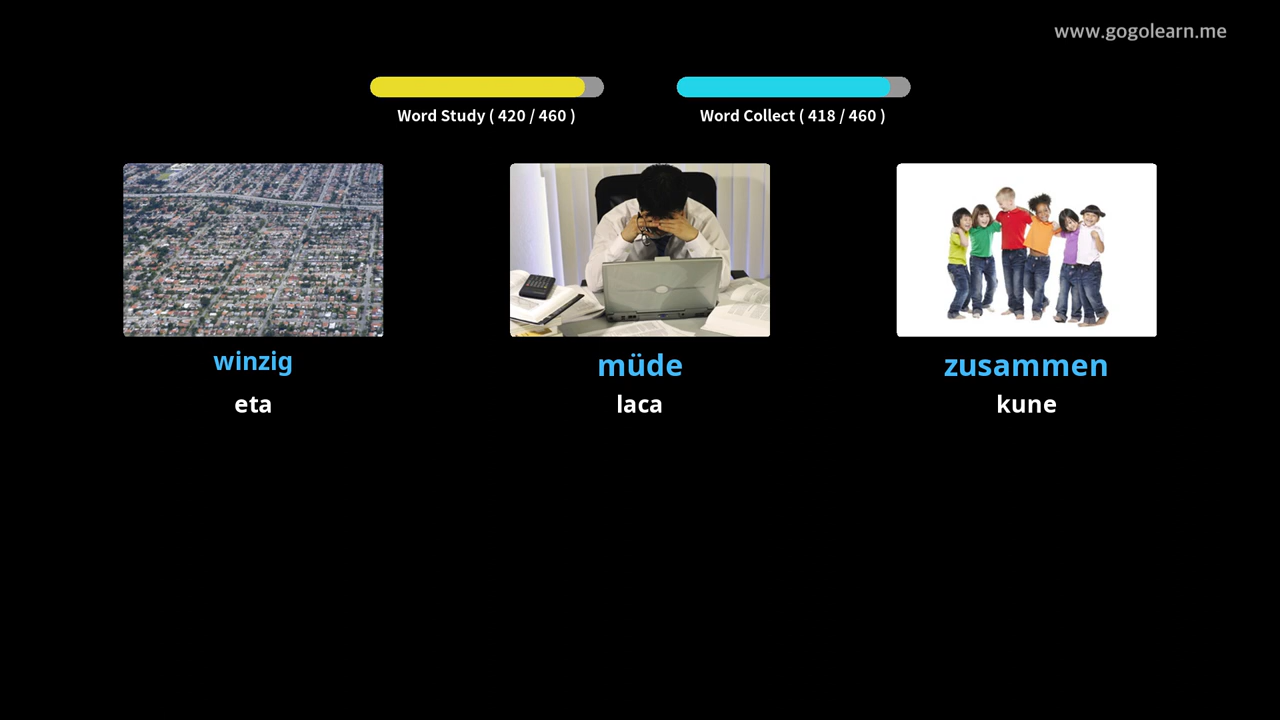 www.gogolearn.me
Word Study ( 420 / 460 )
Word Collect ( 418 / 460 )
winzig
müde
zusammen
eta
laca
kune